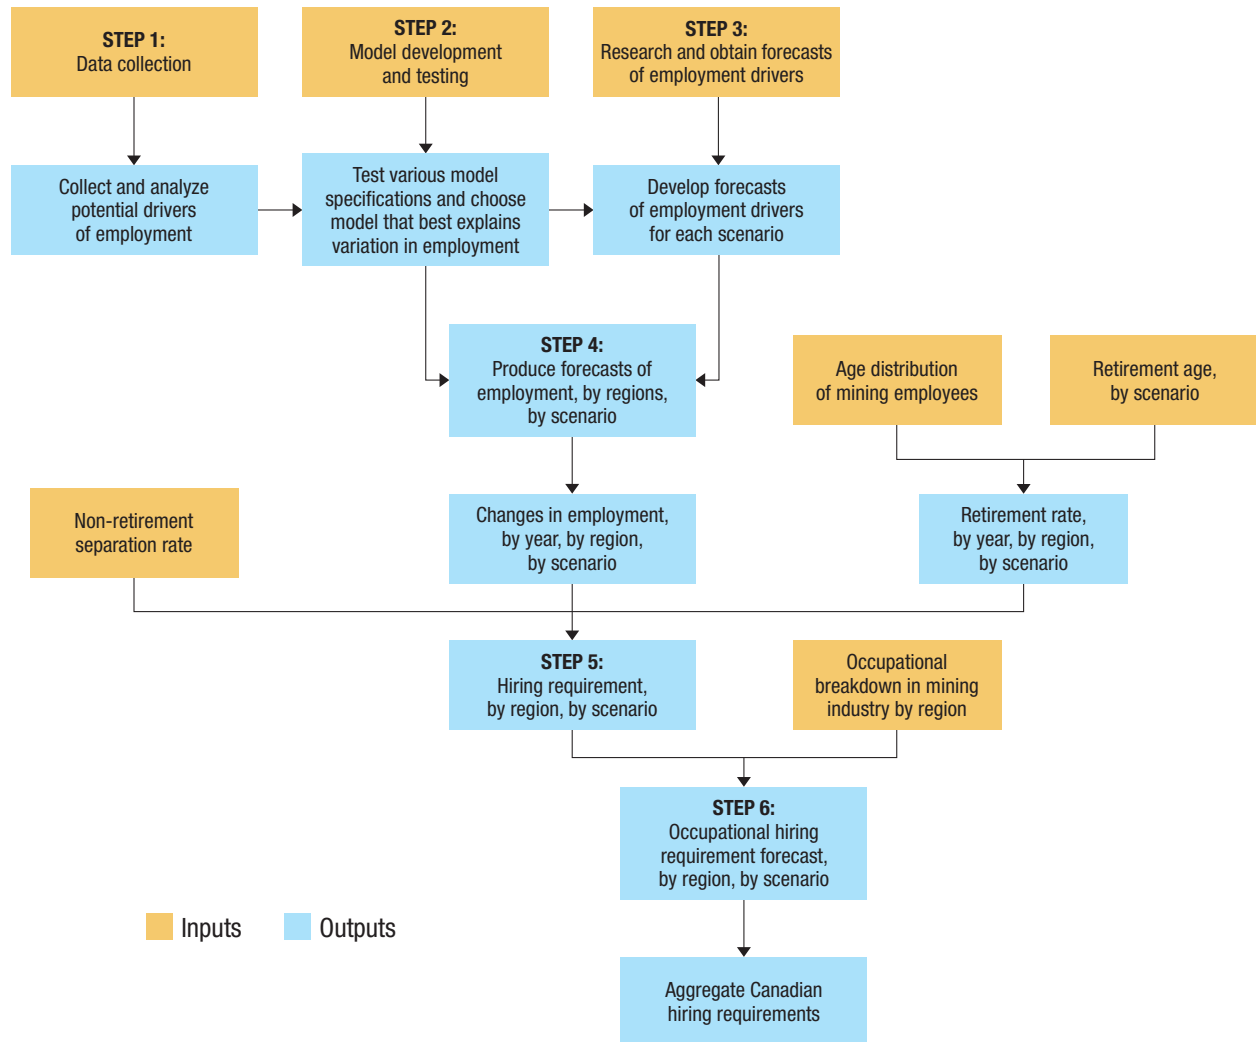 STEP 1:
Data collection
STEP 2:
Model development
and testing
STEP 3:
Research and obtain forecasts
of employment drivers
Collect and analyze
potential drivers
of employment
Test various model
specifications and choose
model that best explains
variation in employment
Develop forecasts
of employment drivers
for each scenario
STEP 4:
Produce forecasts of
employment, by regions,
by scenario
Age distribution
of mining employees
Retirement age,
by scenario
Non-retirement
separation rate
Changes in employment,
by year, by region,
by scenario
Retirement rate,
by year, by region,
by scenario
STEP 5:
Hiring requirement,
by region, by scenario
Occupational
breakdown in mining
industry by region
STEP 6:
Occupational hiring
requirement forecast,
by region, by scenario
Inputs
Outputs
Aggregate Canadian
hiring requirements